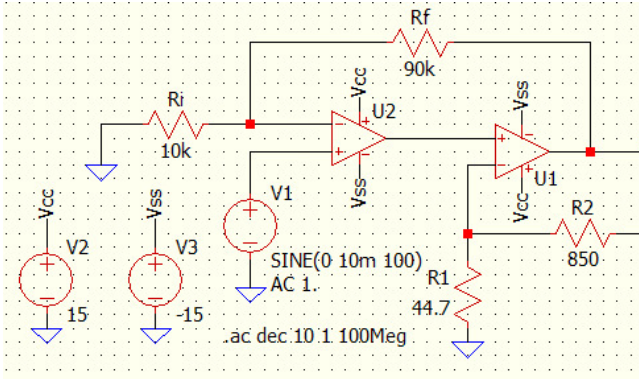 Rf
90k
Vcc
Vss
U2
Ri
10k
Vss
Vcc
U1
V1
Vcc
Vss
R2
850
V2
V3
SINE(0 10m 100)
AC 1.
R1
44.7
15
-15
.ac dec 10 1 100Meg